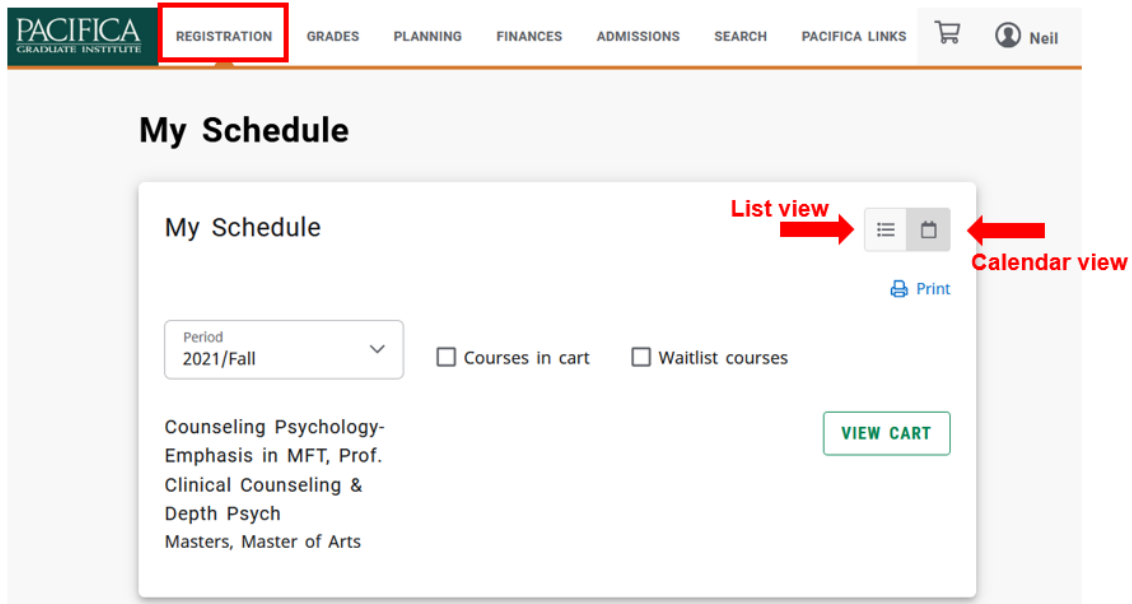 PACIFICA
GRADUATE INSTITUTE
REGISTRATION GRADES PLANNING FINANCES ADMISSIONS SEARCH PACIFICA LINKS Neil
My Schedule
My Schedule
List view
Calendar view
Print
Period
2021/Fall
Courses in cart Waitlist courses
Counseling Psychology-
Emphasis in MFT, Prof.
Clinical Counseling &
Depth Psych
Masters, Master of Arts
VIEW CART